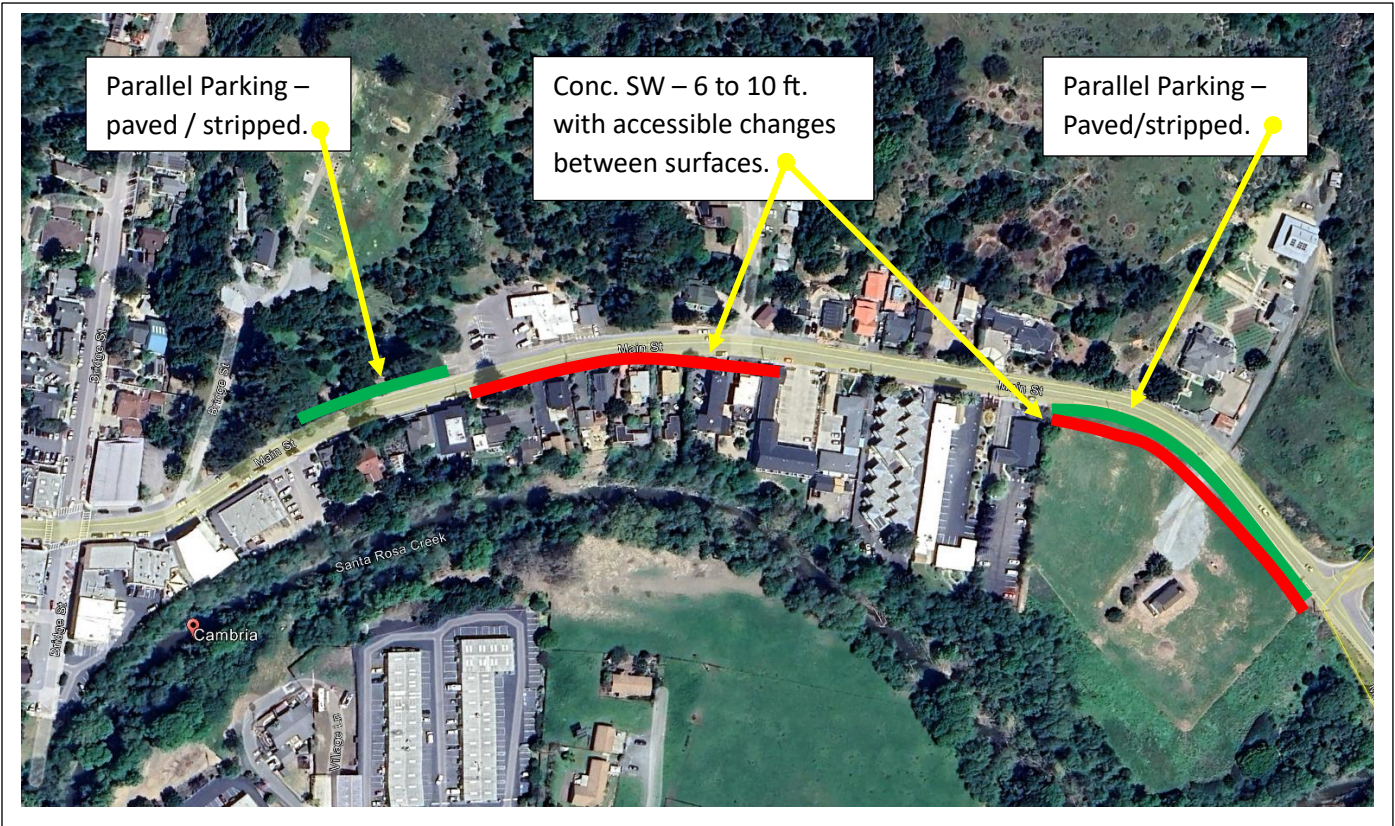 Parallel Parking –
paved / stripped.
Conc. SW – 6 to 10 ft.
with accessible changes
between surfaces.
Parallel Parking –
Paved/stripped.
Bridge St
Bridge St
Main St
Main St
Main St
Santa Rosa Creek
Cambria
Bridge St
Village Ln